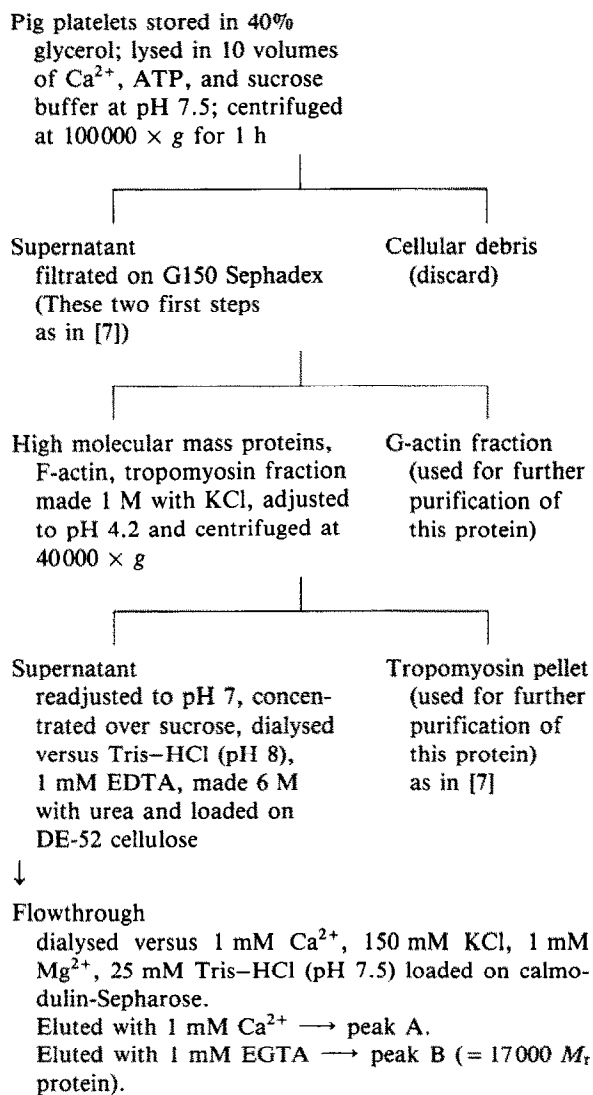 Pig platelets stored in 40%
glycerol; lysed in 10 volumes
of Ca²⁺, ATP, and sucrose
buffer at pH 7.5; centrifuged
at 100000 × g for 1 h
Supernatant
filtrated on G150 Sephadex
(These two first steps
as in [7])
Cellular debris
(discard)
High molecular mass proteins,
F-actin, tropomyosin fraction
made 1 M with KCl, adjusted
to pH 4.2 and centrifuged at
40000 × g
G-actin fraction
(used for further
purification of
this protein)
Supernatant
readjusted to pH 7, concen-
trated over sucrose, dialysed
versus Tris–HCl (pH 8),
1 mM EDTA, made 6 M
with urea and loaded on
DE-52 cellulose
Tropomyosin pellet
(used for further
purification of
this protein)
as in [7]
↓
Flowthrough
dialysed versus 1 mM Ca²⁺, 150 mM KCl, 1 mM
Mg²⁺, 25 mM Tris–HCl (pH 7.5) loaded on calmo-
dulin-Sepharose.
Eluted with 1 mM Ca²⁺ ⟶ peak A.
Eluted with 1 mM EGTA ⟶ peak B (= 17000 Mr
protein).